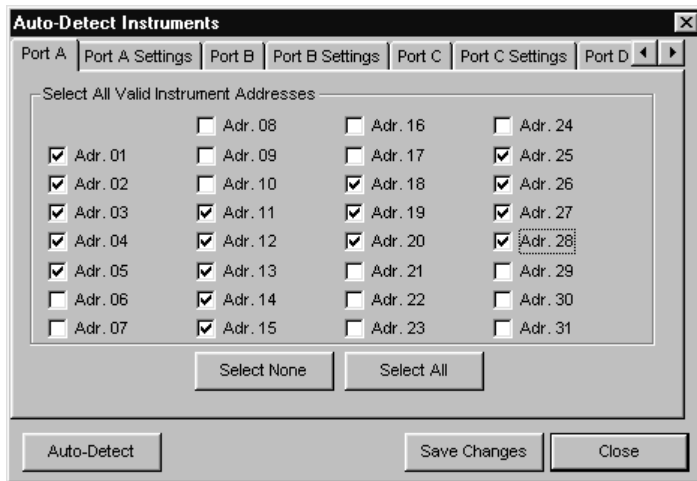 Auto-Detect Instruments
Port A Port A Settings Port B Port B Settings Port C Port C Settings Port D
Select All Valid Instrument Addresses
Adr. 08 Adr. 16 Adr. 24
Adr. 01 Adr. 09 Adr. 17 Adr. 25
Adr. 02 Adr. 10 Adr. 18 Adr. 26
Adr. 03 Adr. 11 Adr. 19 Adr. 27
Adr. 04 Adr. 12 Adr. 20 Adr. 28
Adr. 05 Adr. 13 Adr. 21 Adr. 29
Adr. 06 Adr. 14 Adr. 22 Adr. 30
Adr. 07 Adr. 15 Adr. 23 Adr. 31
Select None Select All
Auto-Detect Save Changes Close